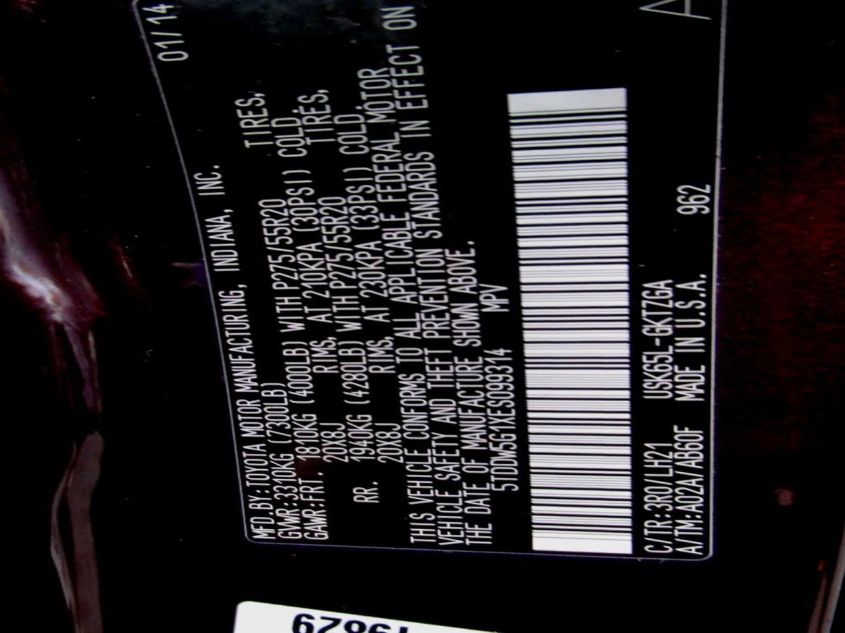 MFD.BY:TOYOTA MOTOR MANUFACTURING, INDIANA, INC. 01/14
GVWR:3310KG (7300LB)
GAWR:FRT. 1810KG (4000LB) WITH P275/55R20 TIRES,
20X8J RIMS, AT 210KPA (30PSI) COLD.
RR. 1940KG (4280LB) WITH P275/55R20 TIRES,
20X8J RIMS, AT 230KPA (33PSI) COLD.
THIS VEHICLE CONFORMS TO ALL APPLICABLE FEDERAL MOTOR
VEHICLE SAFETY AND THEFT PREVENTION STANDARDS IN EFFECT ON
THE DATE OF MANUFACTURE SHOWN ABOVE.
5TDDW5G1XES099314 MPV
C/TR:3R0/LH21 USK65L-GKTZGA
A/TM:A02A/AB60F MADE IN U.S.A. 962
A
19829